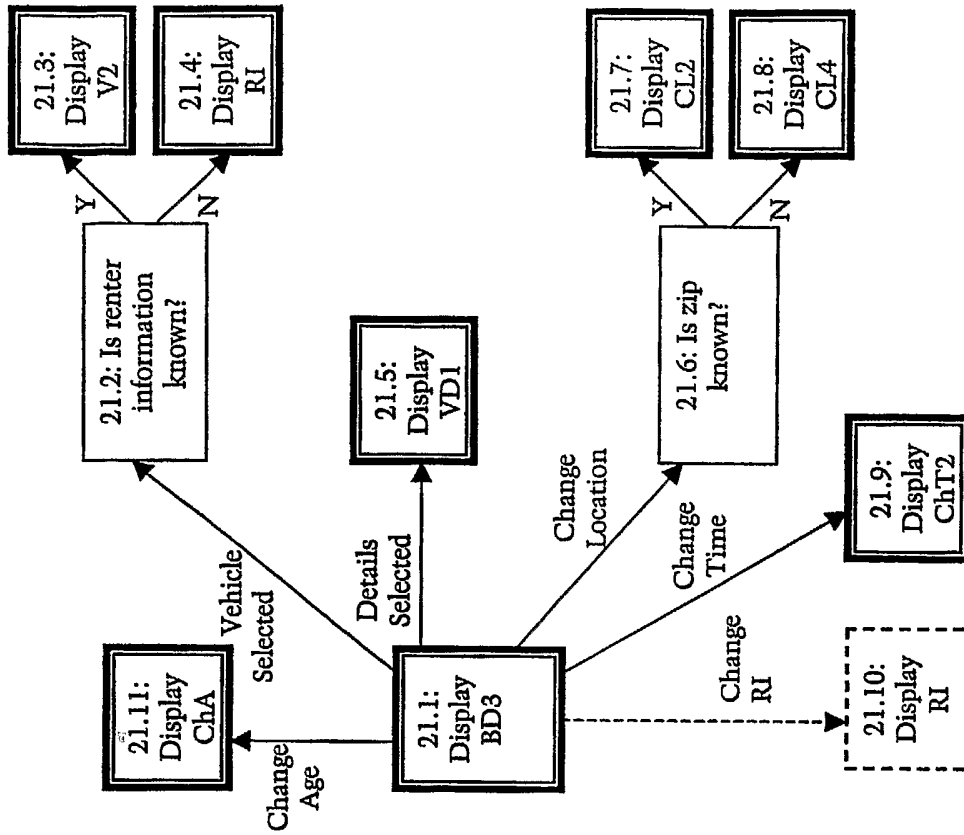 21.11:
Display
ChA
Change
Age
Vehicle
Selected
21.2: Is renter
information
known?
Y
N
21.3:
Display
V2
21.4:
Display
RI
21.1:
Display
BD3
Details
Selected
21.5:
Display
VD1
Change
Location
21.6: Is zip
known?
Y
N
21.7:
Display
CL2
21.8:
Display
CL4
Change
Time
21.9:
Display
ChT2
Change
RI
21.10:
Display
RI